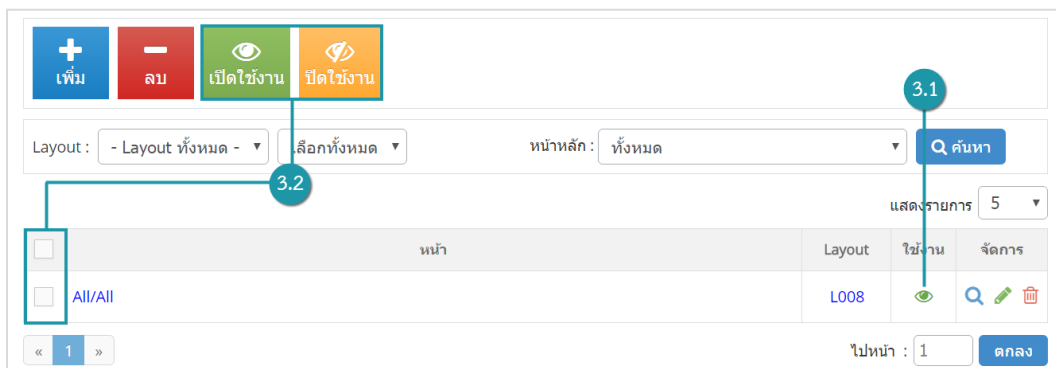 เพิ่ม ลบ เปิดใช้งาน ปิดใช้งาน
3.1
Layout : - Layout ทั้งหมด - เลือกทั้งหมด หน้าหลัก : ทั้งหมด ค้นหา
3.2
แสดงรายการ 5
หน้า Layout ใช้งาน จัดการ
All/All L008
« 1 » ไปหน้า : 1 ตกลง